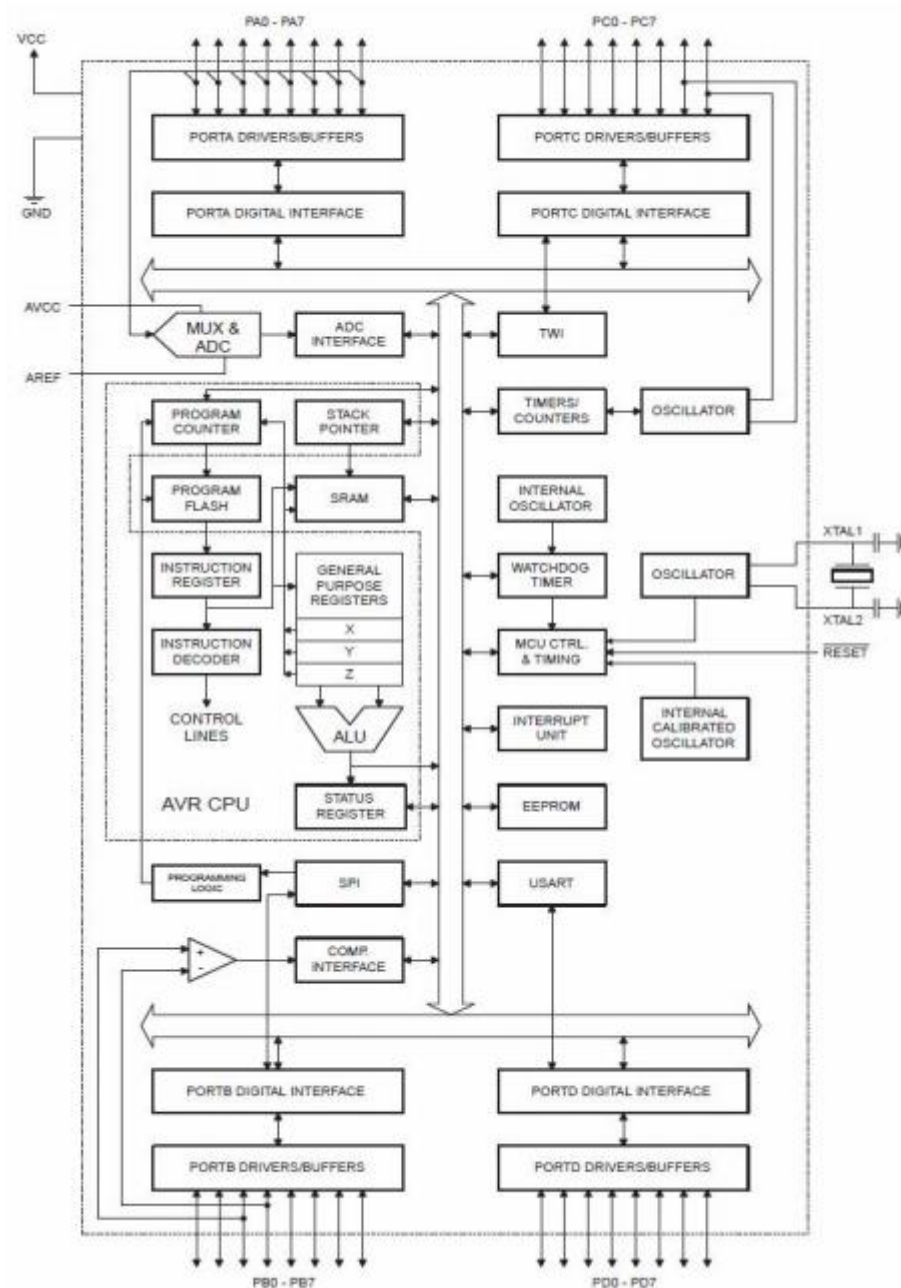 PA0 - PA7
PC0 - PC7
VCC
GND
PORTA DRIVERS/BUFFERS
PORTC DRIVERS/BUFFERS
PORTA DIGITAL INTERFACE
PORTC DIGITAL INTERFACE
AVCC
AREF
MUX &
ADC
ADC
INTERFACE
TWI
PROGRAM
COUNTER
STACK
POINTER
TIMERS/
COUNTERS
OSCILLATOR
PROGRAM
FLASH
SRAM
INTERNAL
OSCILLATOR
INSTRUCTION
REGISTER
GENERAL
PURPOSE
REGISTERS
X
Y
Z
WATCHDOG
TIMER
OSCILLATOR
XTAL1
XTAL2
INSTRUCTION
DECODER
MCU CTRL.
& TIMING
RESET
CONTROL
LINES
ALU
INTERRUPT
UNIT
INTERNAL
CALIBRATED
OSCILLATOR
AVR CPU
STATUS
REGISTER
EEPROM
PROGRAMMING
LOGIC
SPI
USART
+
-
COMP.
INTERFACE
PORTB DIGITAL INTERFACE
PORTD DIGITAL INTERFACE
PORTB DRIVERS/BUFFERS
PORTD DRIVERS/BUFFERS
PB0 - PB7
PD0 - PD7